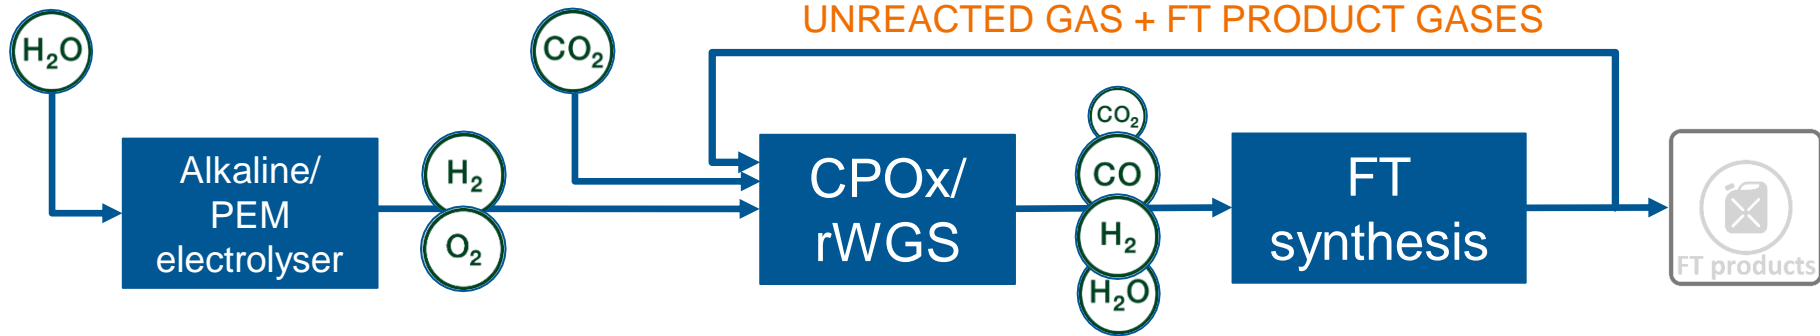 UNREACTED GAS + FT PRODUCT GASES
H₂O
CO₂
Alkaline/
PEM
electrolyser
H₂
O₂
CPOx/
rWGS
CO₂
CO
H₂
H₂O
FT
synthesis
FT products